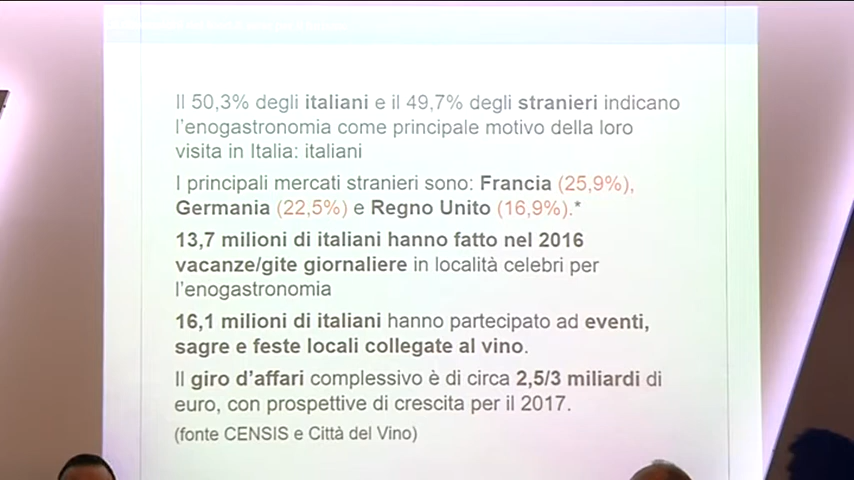 Il 50,3% degli italiani e il 49,7% degli stranieri indicano
l'enogastronomia come principale motivo della loro
visita in Italia: italiani
I principali mercati stranieri sono: Francia (25,9%),
Germania (22,5%) e Regno Unito (16,9%).*
13,7 milioni di italiani hanno fatto nel 2016
vacanze/gite giornaliere in località celebri per
l'enogastronomia
16,1 milioni di italiani hanno partecipato ad eventi,
sagre e feste locali collegate al vino.
Il giro d'affari complessivo è di circa 2,5/3 miliardi di
euro, con prospettive di crescita per il 2017.
(fonte CENSIS e Città del Vino)